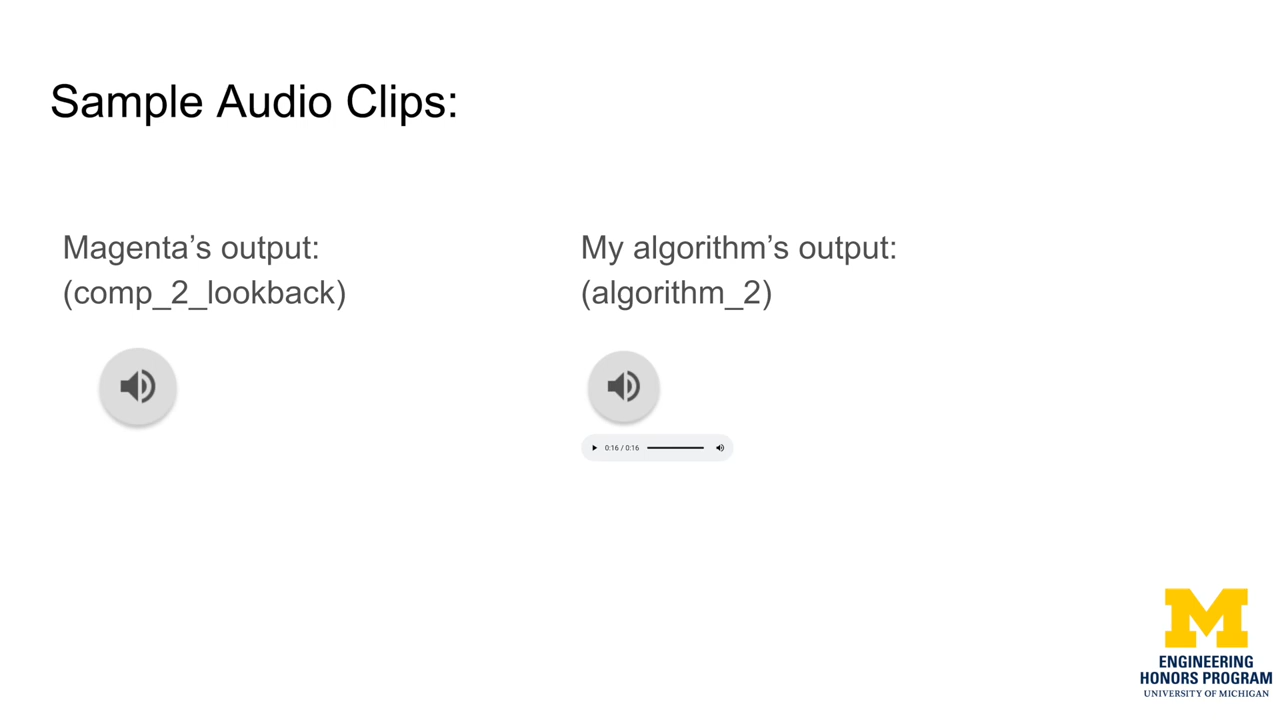 Sample Audio Clips:
Magenta’s output:
(comp_2_lookback)
My algorithm’s output:
(algorithm_2)
0:16 / 0:16
M
ENGINEERING
HONORS PROGRAM
UNIVERSITY OF MICHIGAN